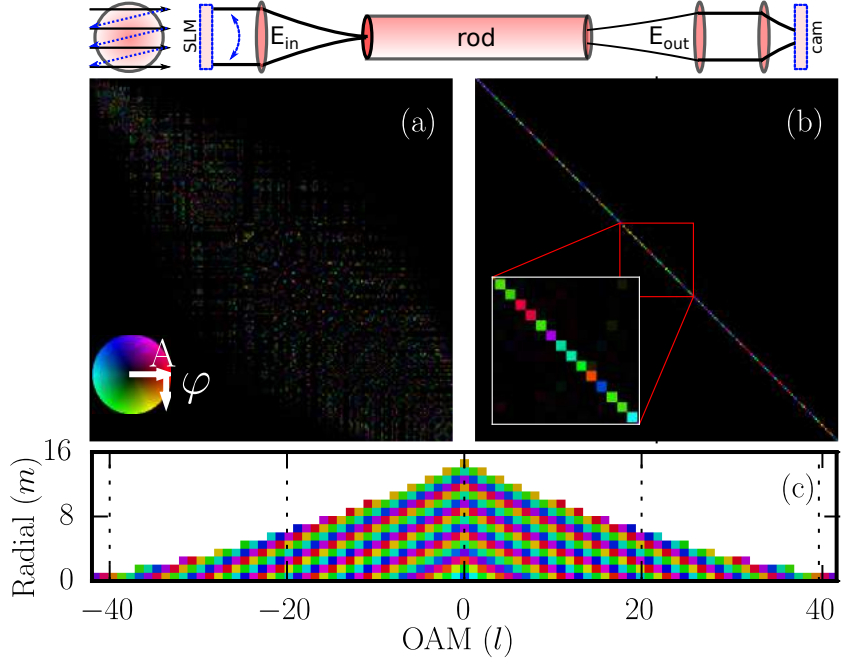 SLM
E_in
rod
E_out
cam
(a)
(b)
A
φ
(c)
Radial (m)
16
8
0
−40
−20
0
20
40
OAM (l)